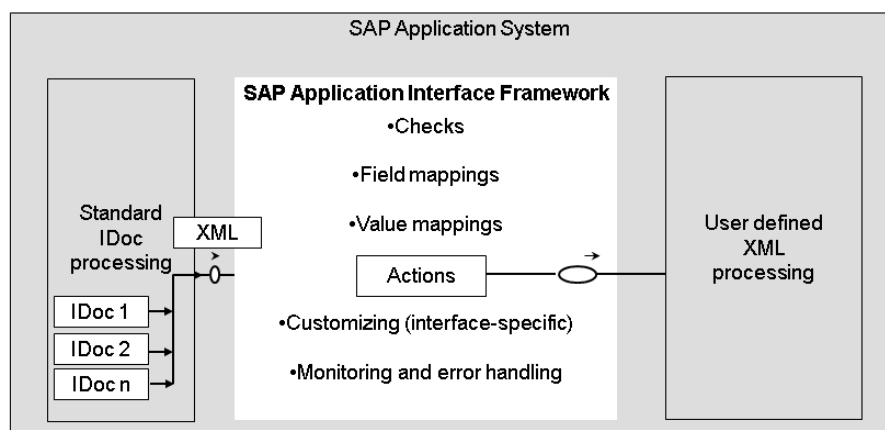 SAP Application System
SAP Application Interface Framework
•Checks
•Field mappings
•Value mappings
Actions
•Customizing (interface-specific)
•Monitoring and error handling
Standard
IDoc
processing
XML
IDoc 1
IDoc 2
IDoc n
User defined
XML
processing